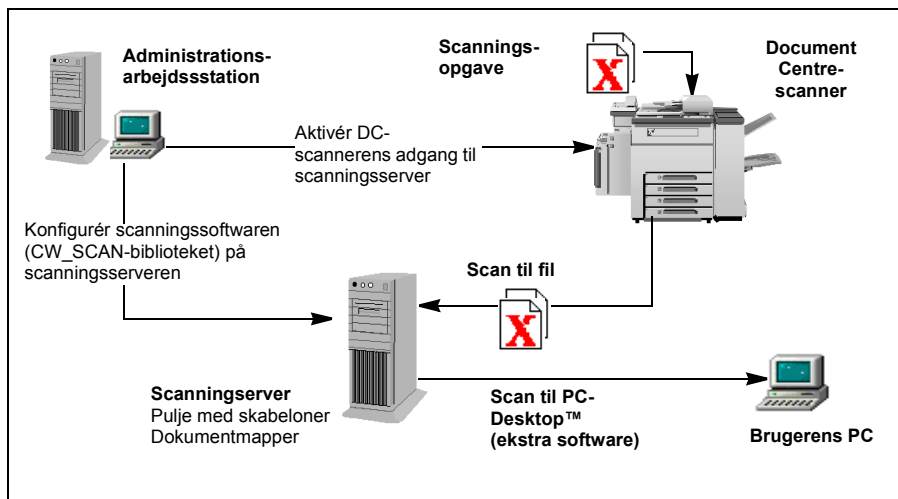 Administrations-
arbejdssstation
Scannings-
opgave
X
Document
Centre-
scanner
Aktivér DC-
scannerens adgang til
scanningsserver
Konfigurér scanningssoftwaren
(CW_SCAN-biblioteket) på
scanningsserveren
Scan til fil
X
Scanningserver
Pulje med skabeloner
Dokumentmapper
Scan til PC-
Desktop™
(ekstra software)
Brugerens PC